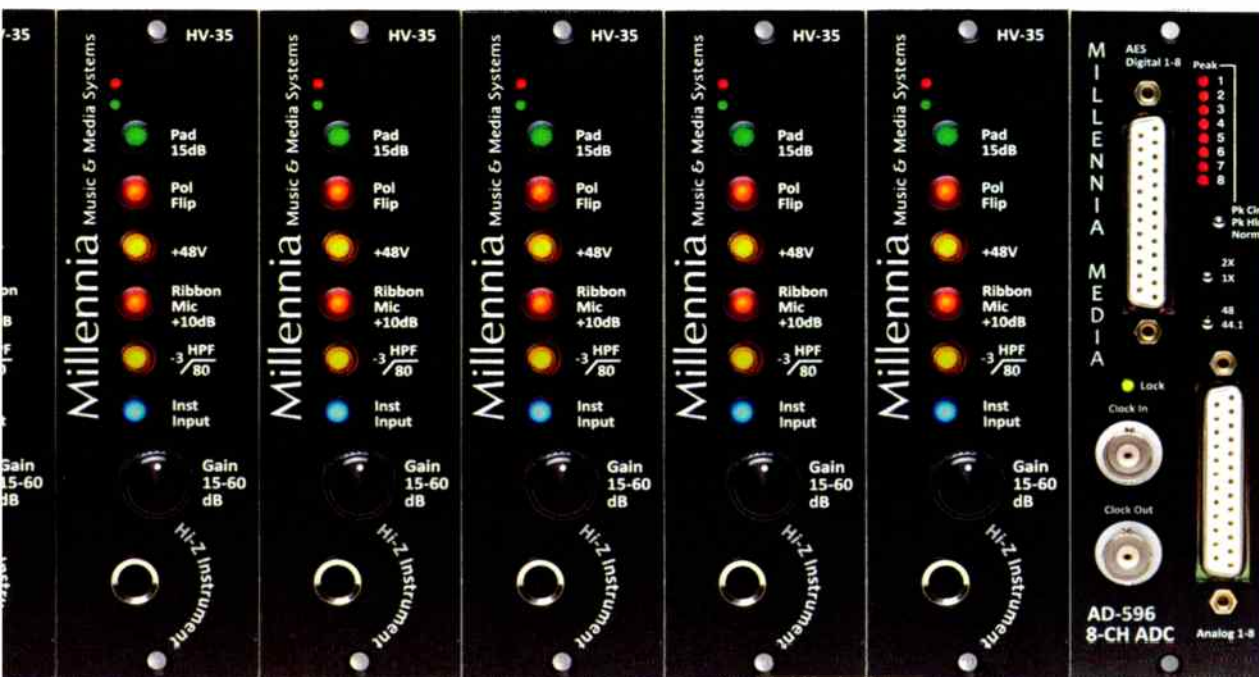 V-35
Gain
15-60
dB
HV-35
Millennia Music & Media Systems
Pad
15dB
Pol
Flip
+48V
Ribbon
Mic
+10dB
-3 HPF
/80
Inst
Input
Gain
15-60
dB
Hi-Z Instrument
HV-35
Millennia Music & Media Systems
Pad
15dB
Pol
Flip
+48V
Ribbon
Mic
+10dB
-3 HPF
/80
Inst
Input
Gain
15-60
dB
Hi-Z Instrument
HV-35
Millennia Music & Media Systems
Pad
15dB
Pol
Flip
+48V
Ribbon
Mic
+10dB
-3 HPF
/80
Inst
Input
Gain
15-60
dB
Hi-Z Instrument
HV-35
Millennia Music & Media Systems
Pad
15dB
Pol
Flip
+48V
Ribbon
Mic
+10dB
-3 HPF
/80
Inst
Input
Gain
15-60
dB
Hi-Z Instrument
HV-35
Millennia Music & Media Systems
Pad
15dB
Pol
Flip
+48V
Ribbon
Mic
+10dB
-3 HPF
/80
Inst
Input
Gain
15-60
dB
Hi-Z Instrument
MILLENNIA MEDIA
AES
Digital 1-8
Peak
1
2
3
4
5
6
7
8
Pk
Pk
Norm
2X
1X
48
44.1
Lock
Clock In
Clock Out
AD-596
8-CH ADC
Analog 1-8